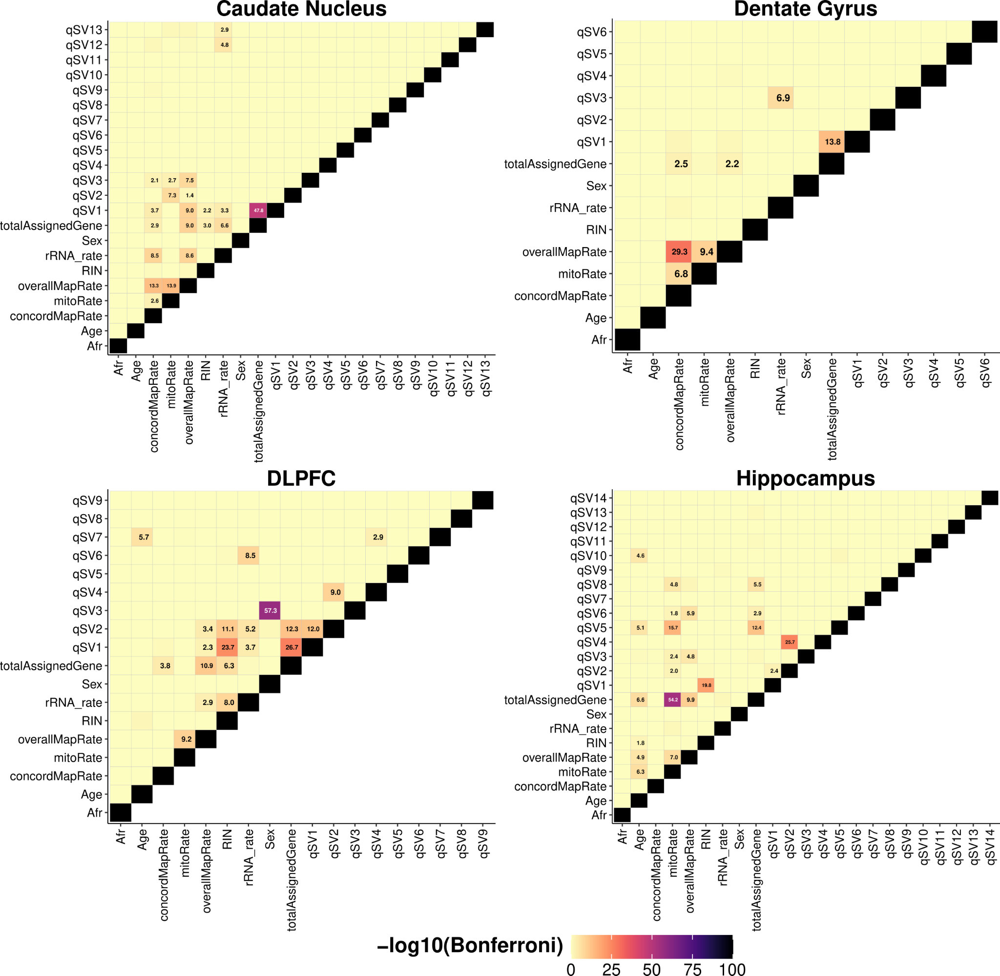 Caudate Nucleus
qSV13 2.9
qSV12 4.8
qSV11
qSV10
qSV9
qSV8
qSV7
qSV6
qSV5
qSV4
qSV3 2.1 2.7 7.5
qSV2 7.3 1.4
qSV1 3.7 9.0 2.2 3.3 47.8
totalAssignedGene 2.9 9.0 3.0 6.6
Sex
rRNA_rate 8.5 8.6
RIN
overallMapRate 13.3 13.9
mitoRate 2.6
concordMapRate
Age
Afr
Afr Age concordMapRate mitoRate overallMapRate RIN rRNA_rate Sex totalAssignedGene qSV1 qSV2 qSV3 qSV4 qSV5 qSV6 qSV7 qSV8 qSV9 qSV10 qSV11 qSV12 qSV13
Dentate Gyrus
qSV6
qSV5
qSV4
qSV3 6.9
qSV2
qSV1 13.8
totalAssignedGene 2.5 2.2
Sex
rRNA_rate
RIN
overallMapRate 29.3 9.4
mitoRate 6.8
concordMapRate
Age
Afr
Afr Age concordMapRate mitoRate overallMapRate RIN rRNA_rate Sex totalAssignedGene qSV1 qSV2 qSV3 qSV4 qSV5 qSV6
DLPFC
qSV9
qSV8
qSV7 5.7 2.9
qSV6 8.5
qSV5
qSV4 9.0
qSV3 57.3
qSV2 3.4 11.1 5.2 12.3 12.0
qSV1 2.3 23.7 3.7 26.7
totalAssignedGene 3.8 10.9 6.3
Sex
rRNA_rate 2.9 8.0
RIN
overallMapRate 9.2
mitoRate
concordMapRate
Age
Afr
Afr Age concordMapRate mitoRate overallMapRate RIN rRNA_rate Sex totalAssignedGene qSV1 qSV2 qSV3 qSV4 qSV5 qSV6 qSV7 qSV8 qSV9
Hippocampus
qSV14
qSV13
qSV12
qSV11
qSV10 4.6
qSV9
qSV8 4.8 5.5
qSV7
qSV6 1.8 5.9 2.9
qSV5 5.1 15.7 12.4
qSV4 25.7
qSV3 2.4 4.8
qSV2 2.0 2.4
qSV1 19.8
totalAssignedGene 6.6 54.2 9.9
Sex
rRNA_rate
RIN 1.8
overallMapRate 4.9 7.0
mitoRate 6.3
concordMapRate
Age
Afr
Afr Age concordMapRate mitoRate overallMapRate RIN rRNA_rate Sex totalAssignedGene qSV1 qSV2 qSV3 qSV4 qSV5 qSV6 qSV7 qSV8 qSV9 qSV10 qSV11 qSV12 qSV13 qSV14
−log10(Bonferroni)
0 25 50 75 100